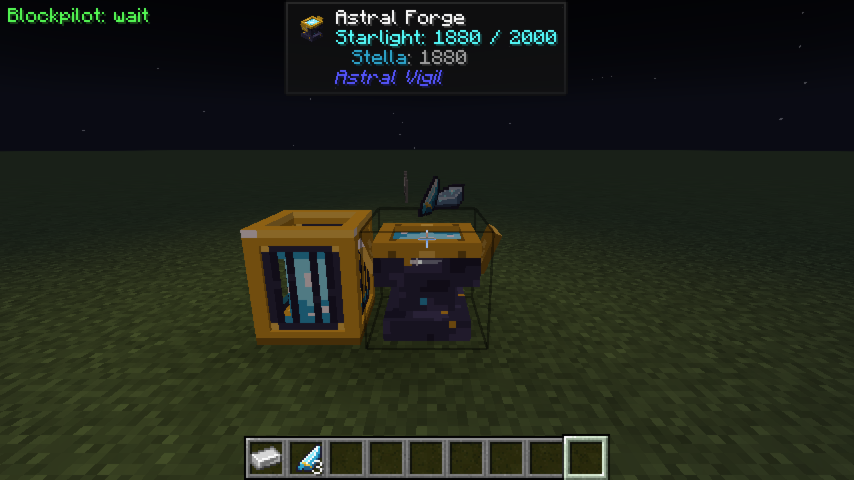 Blockpilot: wait
Astral Forge
Starlight: 1880 / 2000
Stella: 1880
Astral Vigil
3